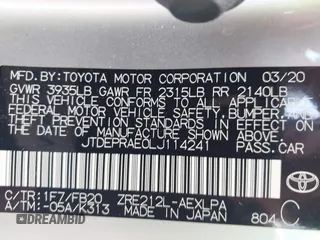 MFD. BY: TOYOTA MOTOR CORPORATION 03/20
GVWR 3935LB GAWR FR 2315LB RR 2140LB
THIS VEHICLE CONFORMS TO ALL APPLICABLE
FEDERAL MOTOR VEHICLE SAFETY, BUMPER, AND
THEFT PREVENTION STANDARDS IN EFFECT ON
THE DATE OF MANUFACTURE SHOWN ABOVE.
JTDEPRAE0LJ114241 PASS.CAR
C/TR:1F7/FB20 ZRE212L-AEXLPA
A/TM:-05A/K313
MADE IN JAPAN 804 C
TOYOTA